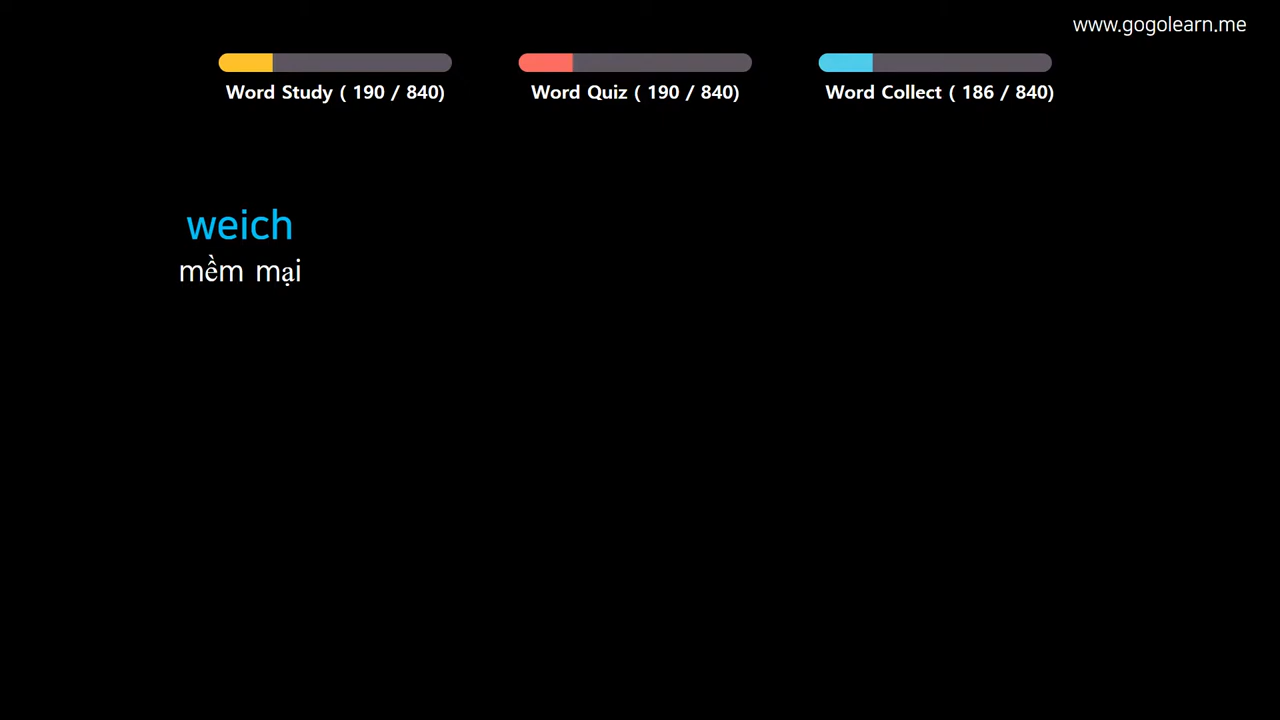 www.gogolearn.me
Word Study ( 190 / 840)
Word Quiz ( 190 / 840)
Word Collect ( 186 / 840)
weich
mềm mại